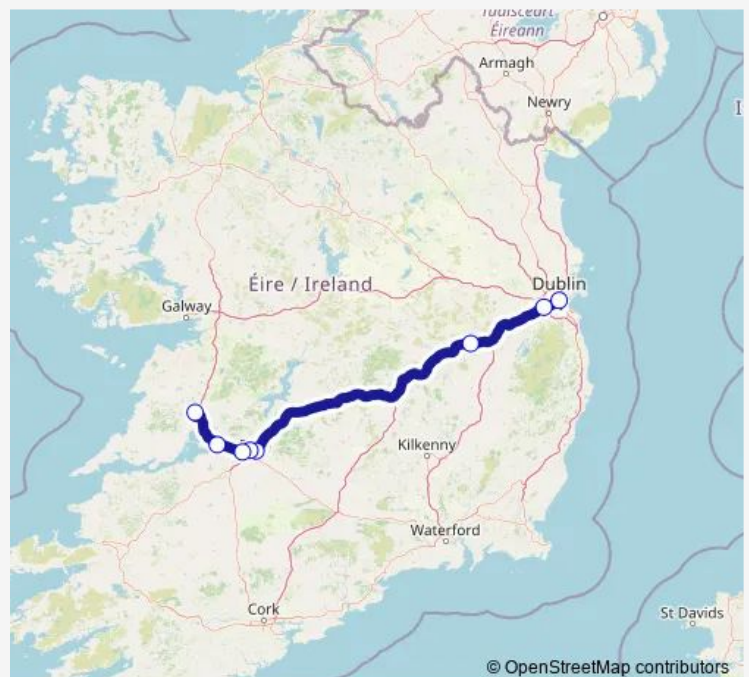 Tuaisceart
Éireann
Armagh
Newry
Dublin
Éire / Ireland
Galway
Kilkenny
Waterford
Cork
St Davids
© OpenStreetMap contributors